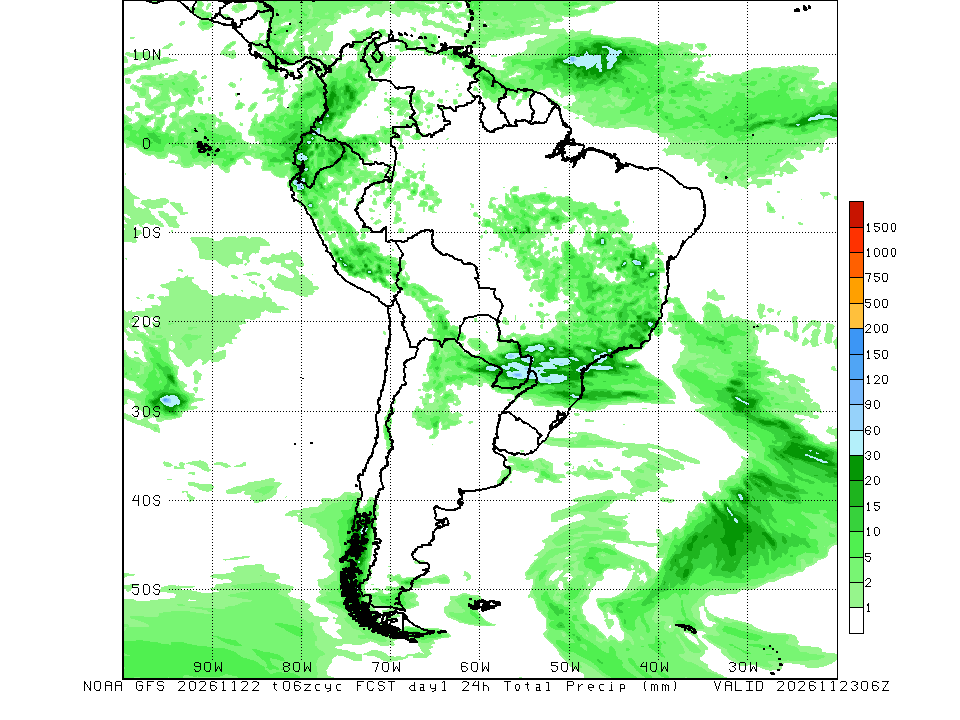 10N
0
10S
20S
30S
40S
50S
90W 80W 70W 60W 50W 40W 30W
1500
1000
750
500
200
150
120
90
60
30
20
15
10
5
2
1
NOAA GFS 20261122 t06zcyc FCST day1 24h Total Precip (mm) VALID 2026112306Z